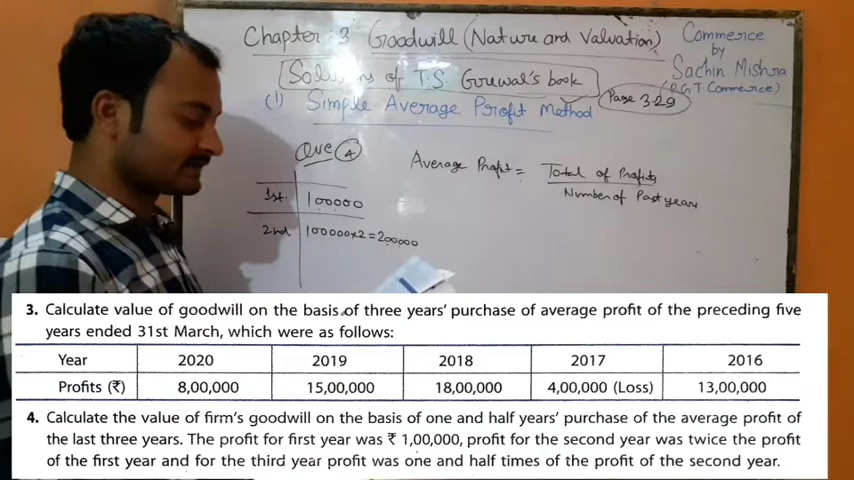 Chapter : 3 Goodwill (Nature and Valuation)
Commerce
by
Sachin Mishra
(P.G.T Commerce)
Solutions of T.S. Grewal's book
(1) Simple Average Profit Method
Page 3.29
Que 4
Average Profit = Total of Profits
Number of Past years
1st. 100000
2nd 100000x2=200000
3. Calculate value of goodwill on the basis of three years' purchase of average profit of the preceding five
years ended 31st March, which were as follows:
Year 2020 2019 2018 2017 2016
Profits (₹) 8,00,000 15,00,000 18,00,000 4,00,000 (Loss) 13,00,000
4. Calculate the value of firm's goodwill on the basis of one and half years' purchase of the average profit of
the last three years. The profit for first year was ₹ 1,00,000, profit for the second year was twice the profit
of the first year and for the third year profit was one and half times of the profit of the second year.